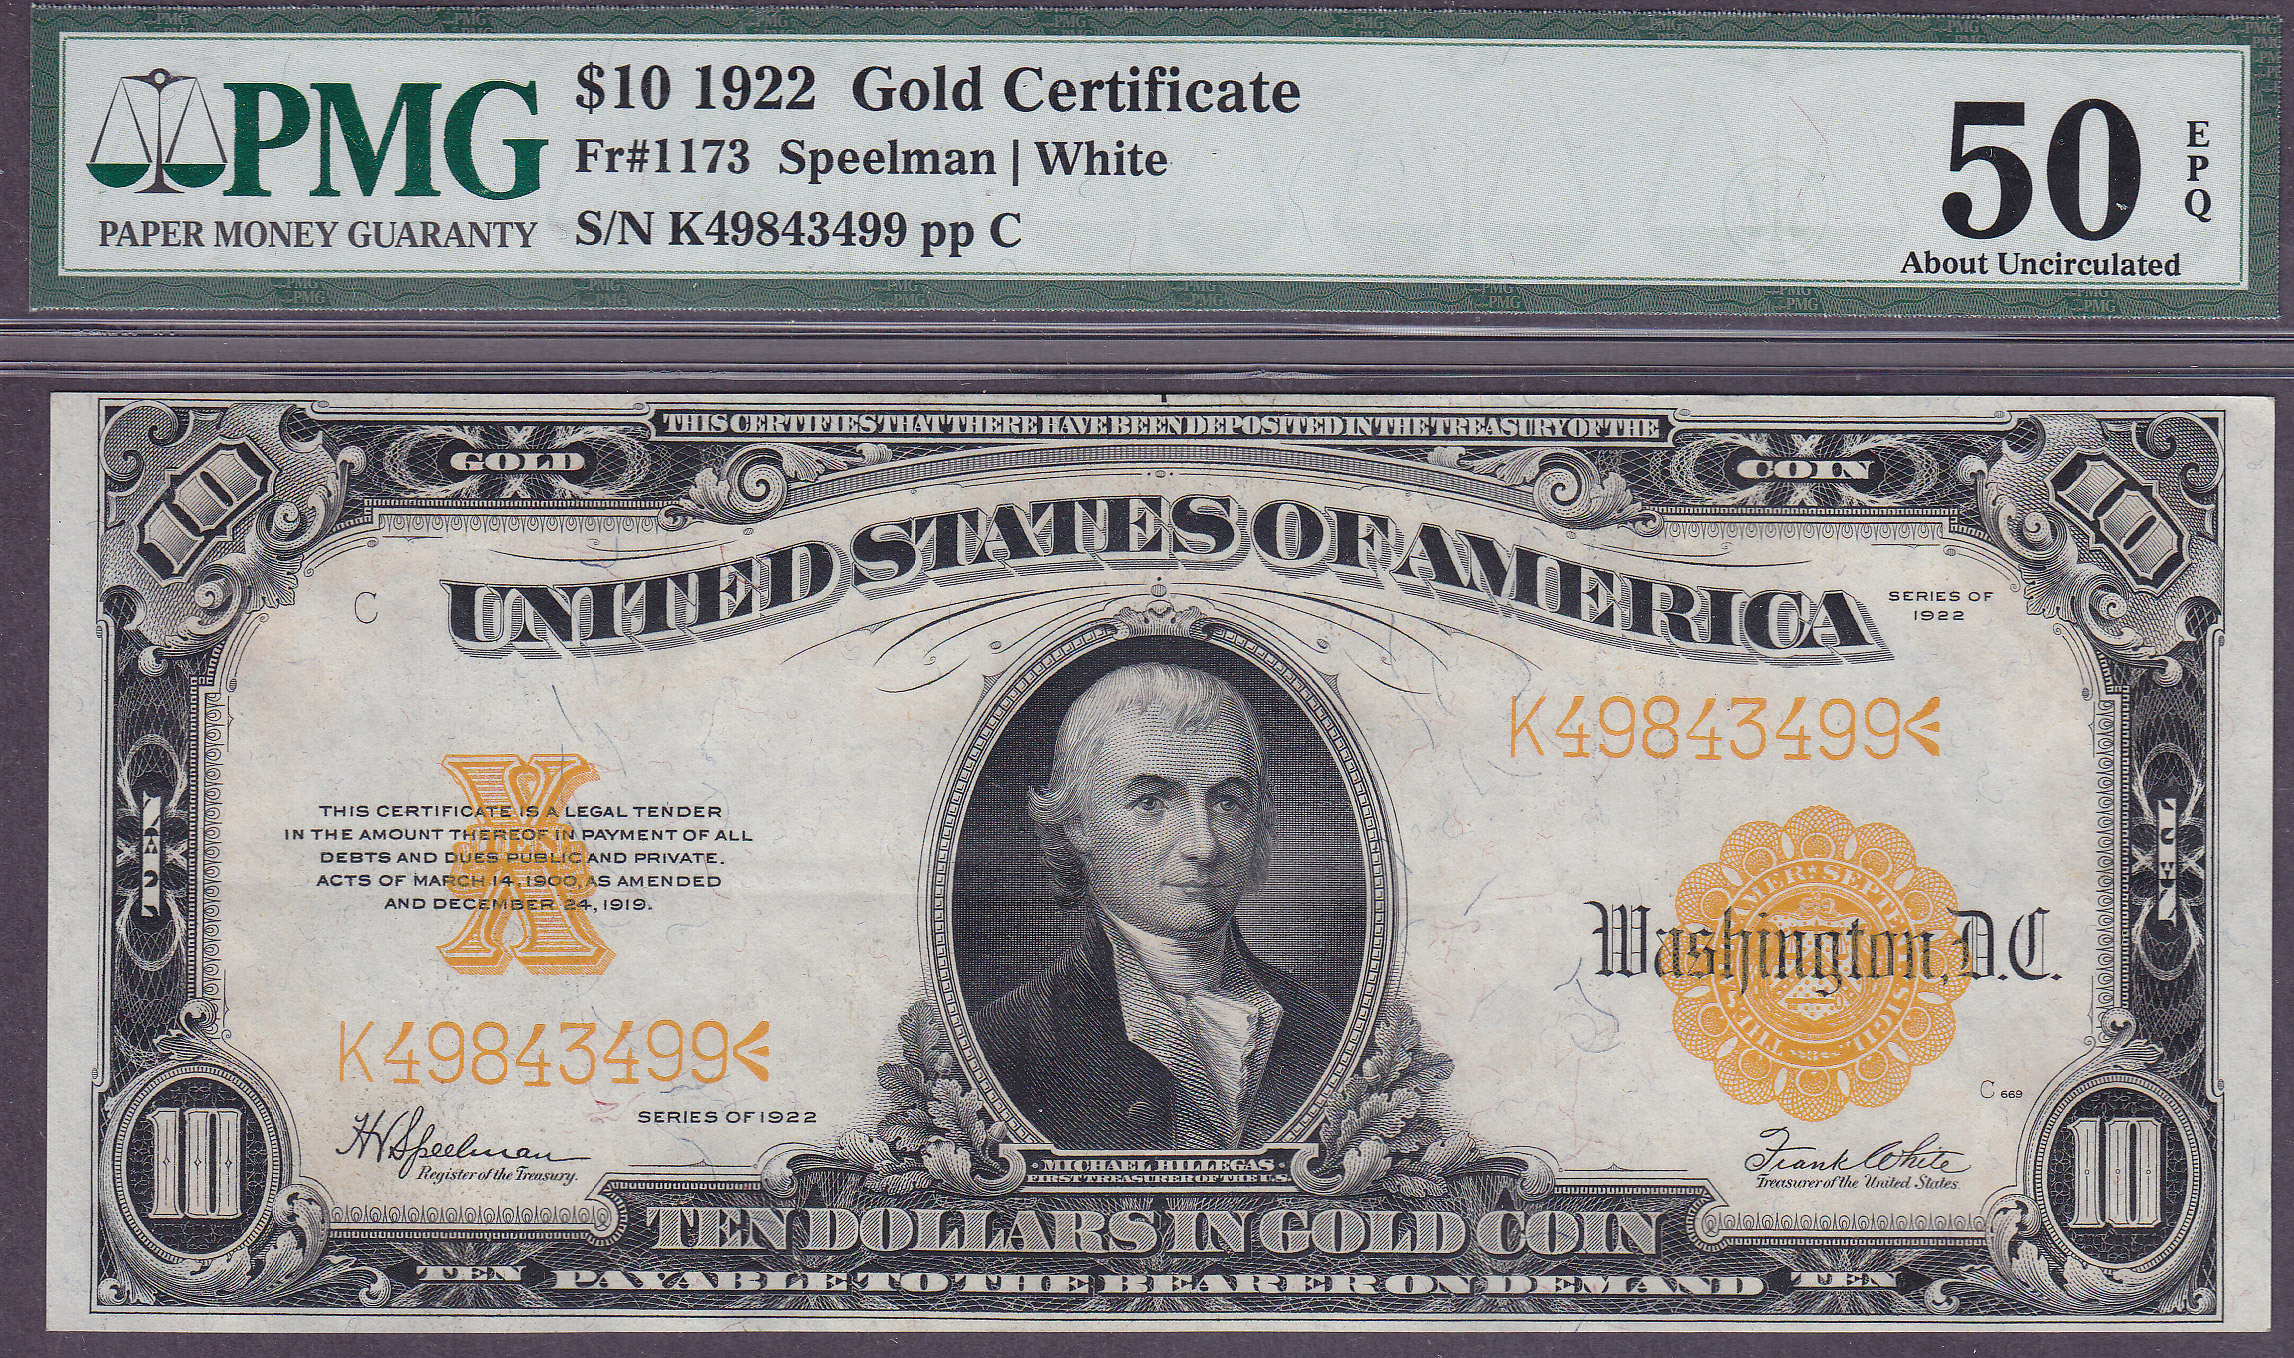 PMG
PAPER MONEY GUARANTY
$10 1922 Gold Certificate
Fr#1173 Speelman | White
S/N K49843499 pp C
50
EPQ
About Uncirculated
THIS CERTIFIES THAT THERE HAVE BEEN DEPOSITED IN THE TREASURY OF THE
10
GOLD
COIN
10
UNITED STATES OF AMERICA
C
SERIES OF
1922
K49843499
X
TEN
THIS CERTIFICATE IS A LEGAL TENDER
IN THE AMOUNT THEREOF IN PAYMENT OF ALL
DEBTS AND DUES PUBLIC AND PRIVATE.
ACTS OF MARCH 14, 1900, AS AMENDED
AND DECEMBER 24, 1919.
Washington, D.C.
K49843499
SERIES OF 1922
C 669
H V Speelman
Register of the Treasury.
Frank White
Treasurer of the United States.
MICHAEL HILLEGAS
FIRST TREASURER OF THE U.S.
10
TEN DOLLARS IN GOLD COIN
10
TEN
PAYABLE TO THE BEARER ON DEMAND
TEN